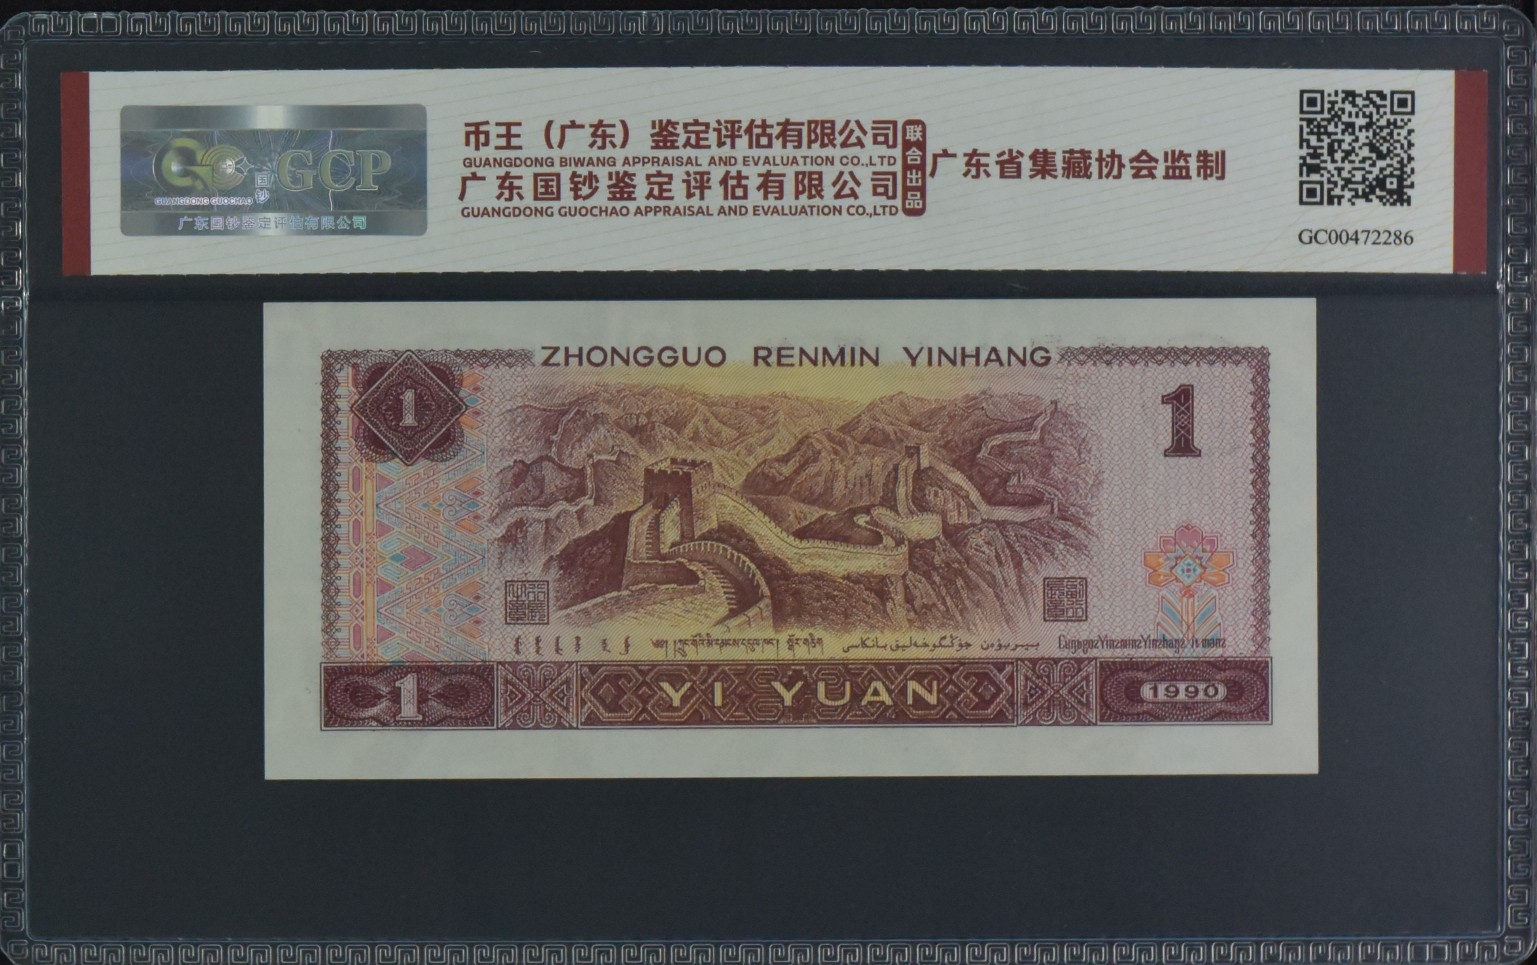 GCP
国钞
GUANGDONG GUOCHAO
广东国钞鉴定评估有限公司
币王（广东）鉴定评估有限公司
GUANGDONG BIWANG APPRAISAL AND EVALUATION CO.,LTD
广东国钞鉴定评估有限公司
GUANGDONG GUOCHAO APPRAISAL AND EVALUATION CO.,LTD
联合出品
广东省集藏协会监制
GC00472286
ZHONGGUO RENMIN YINHANG
1
1
1
YI YUAN
1990